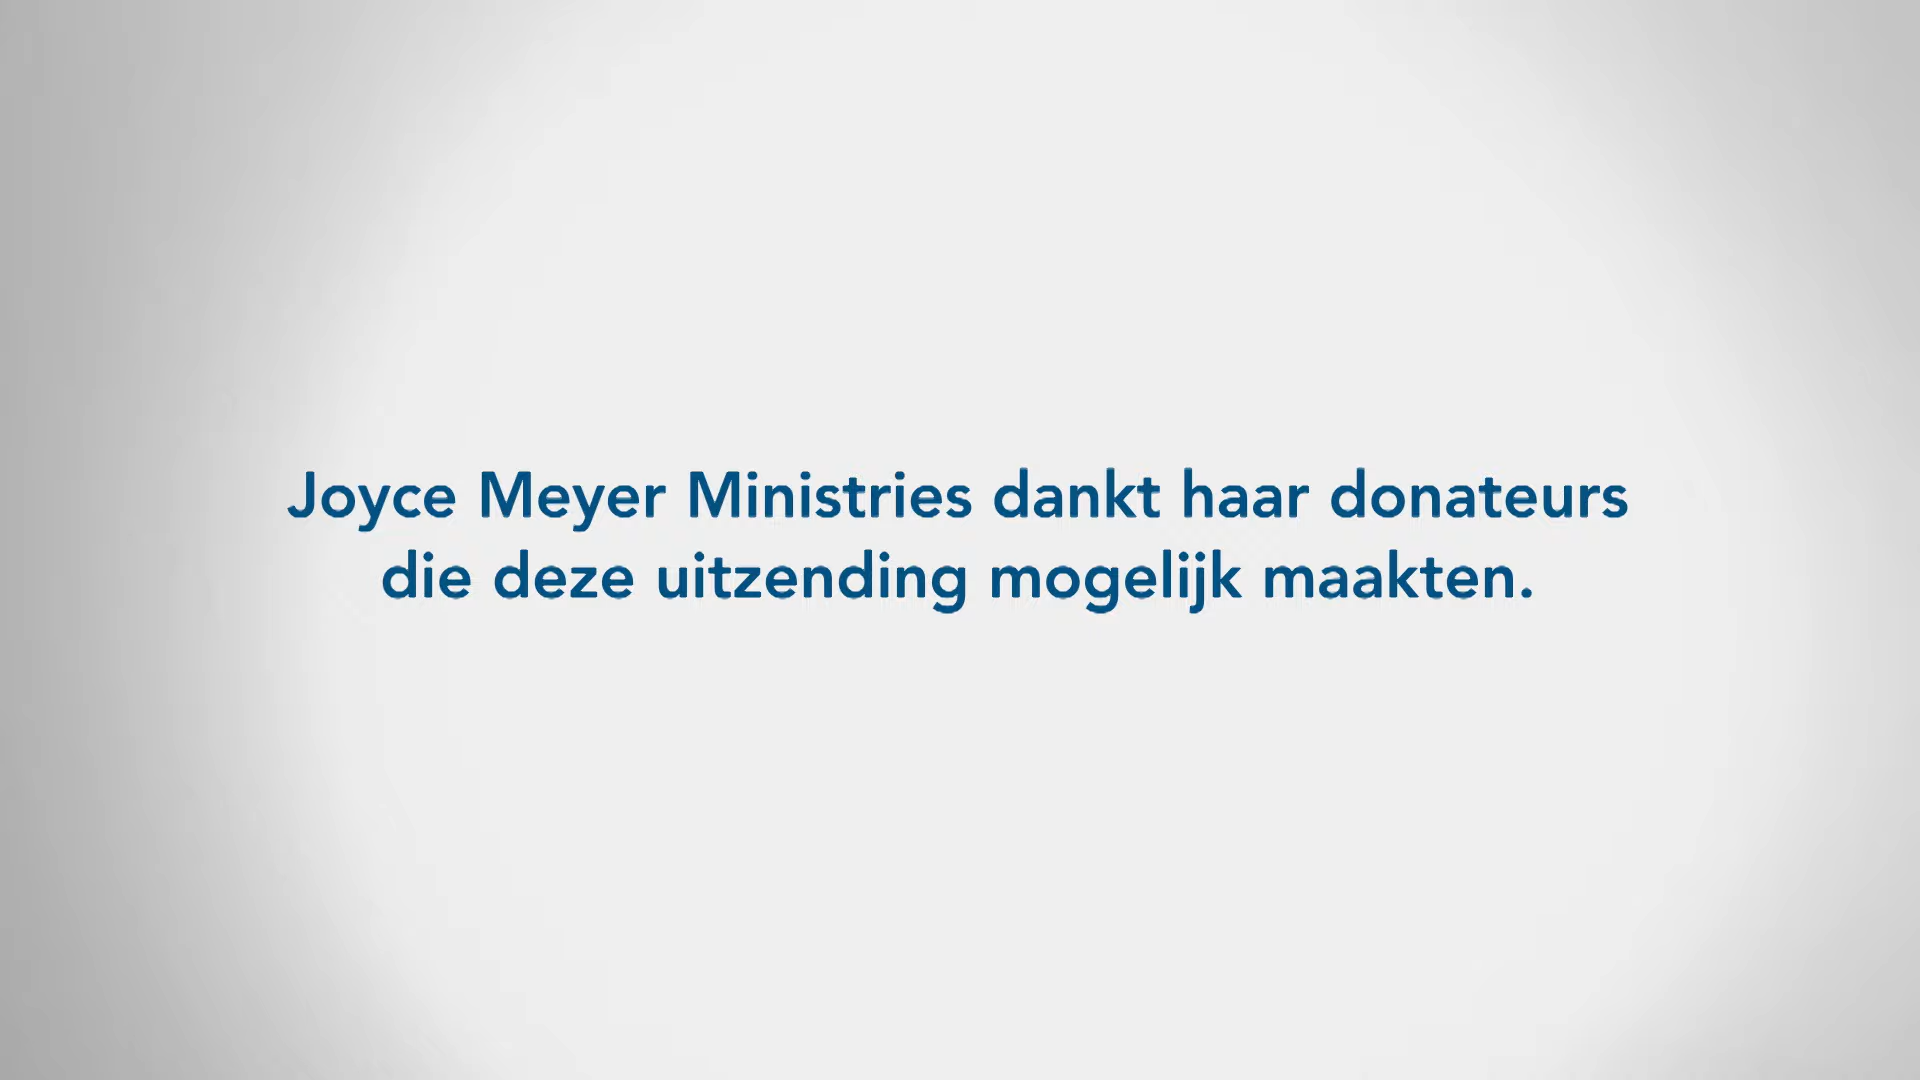 Joyce Meyer Ministries dankt haar donateurs
die deze uitzending mogelijk maakten.